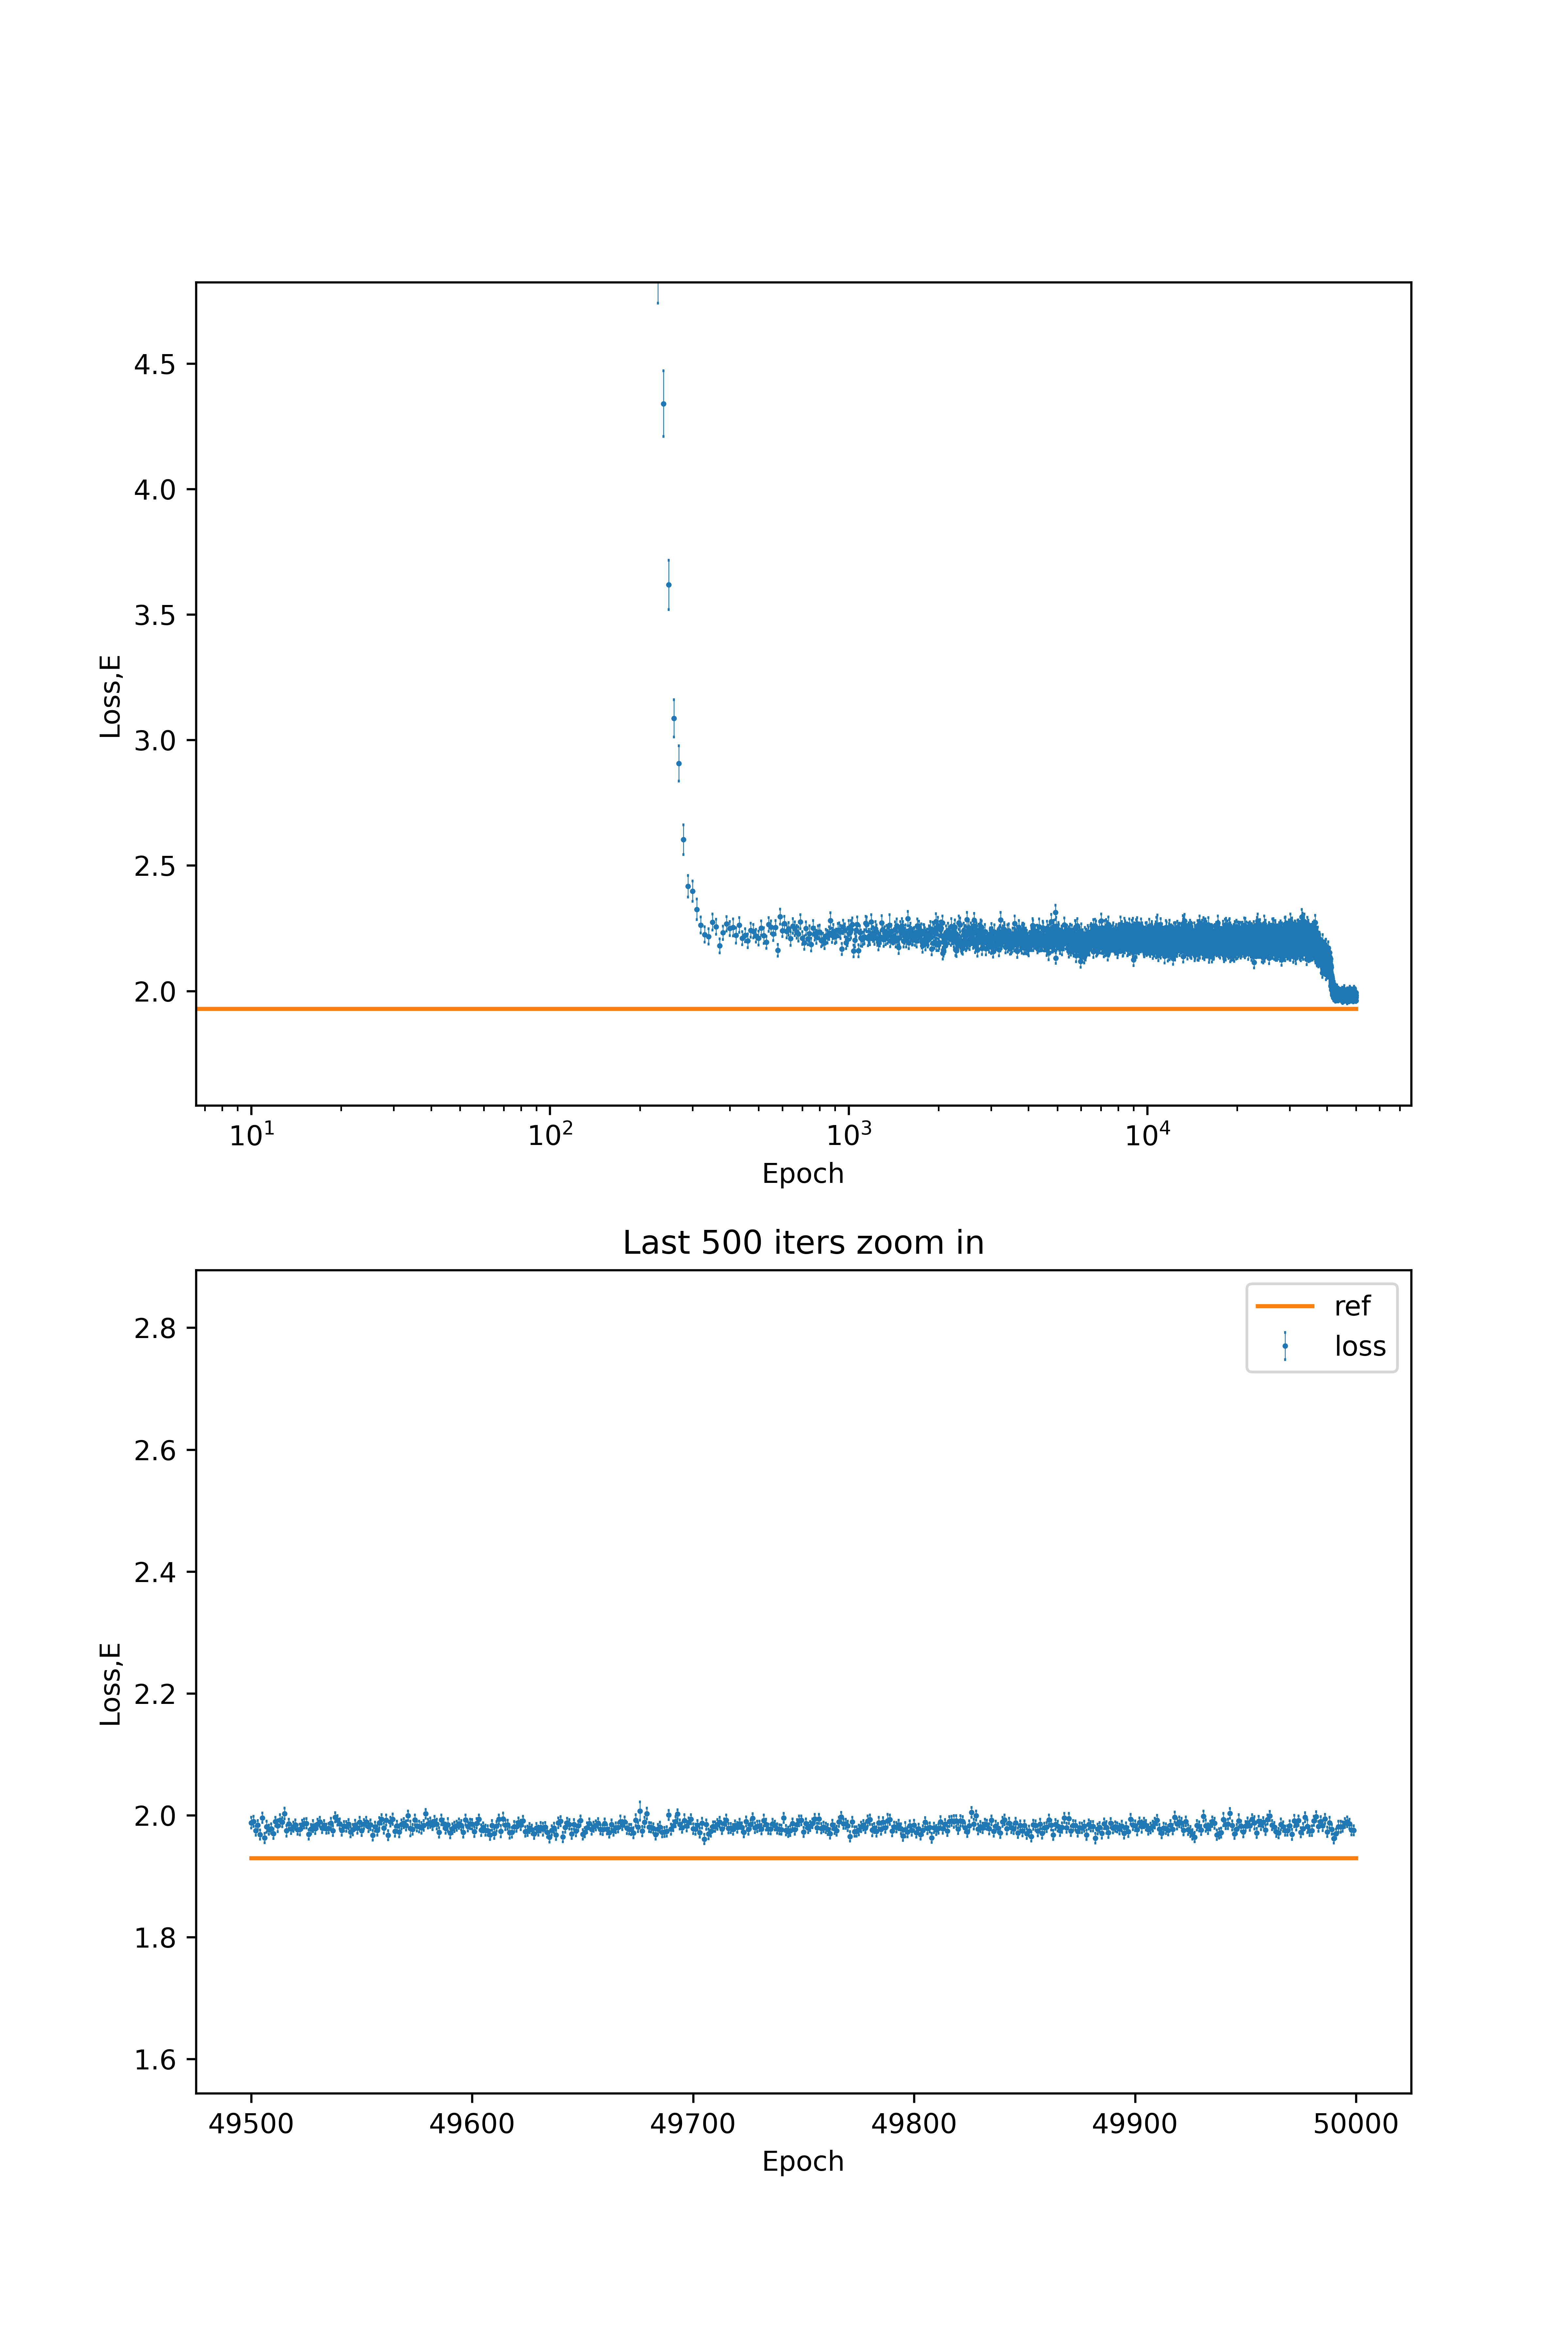 4.5
4.0
3.5
3.0
2.5
2.0
Loss,E
10¹ 10² 10³ 10⁴
Epoch
Last 500 iters zoom in
ref
loss
2.8
2.6
2.4
2.2
2.0
1.8
1.6
Loss,E
49500 49600 49700 49800 49900 50000
Epoch